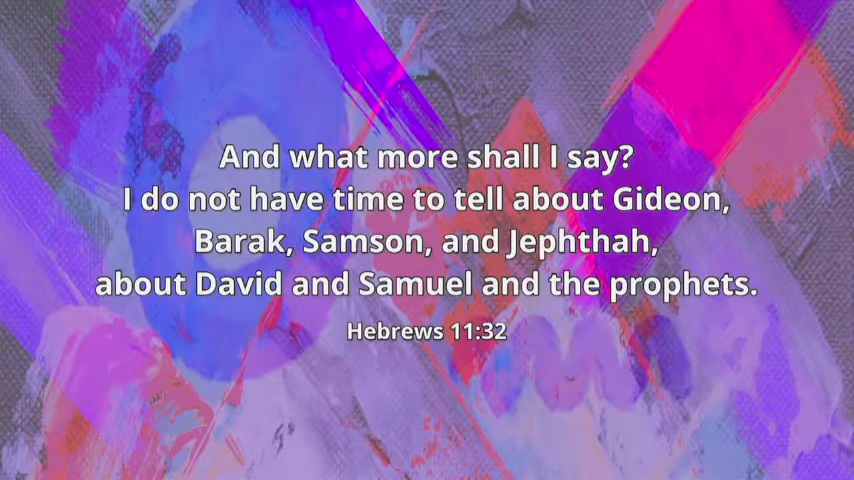 And what more shall I say?
I do not have time to tell about Gideon,
Barak, Samson, and Jephthah,
about David and Samuel and the prophets.
Hebrews 11:32